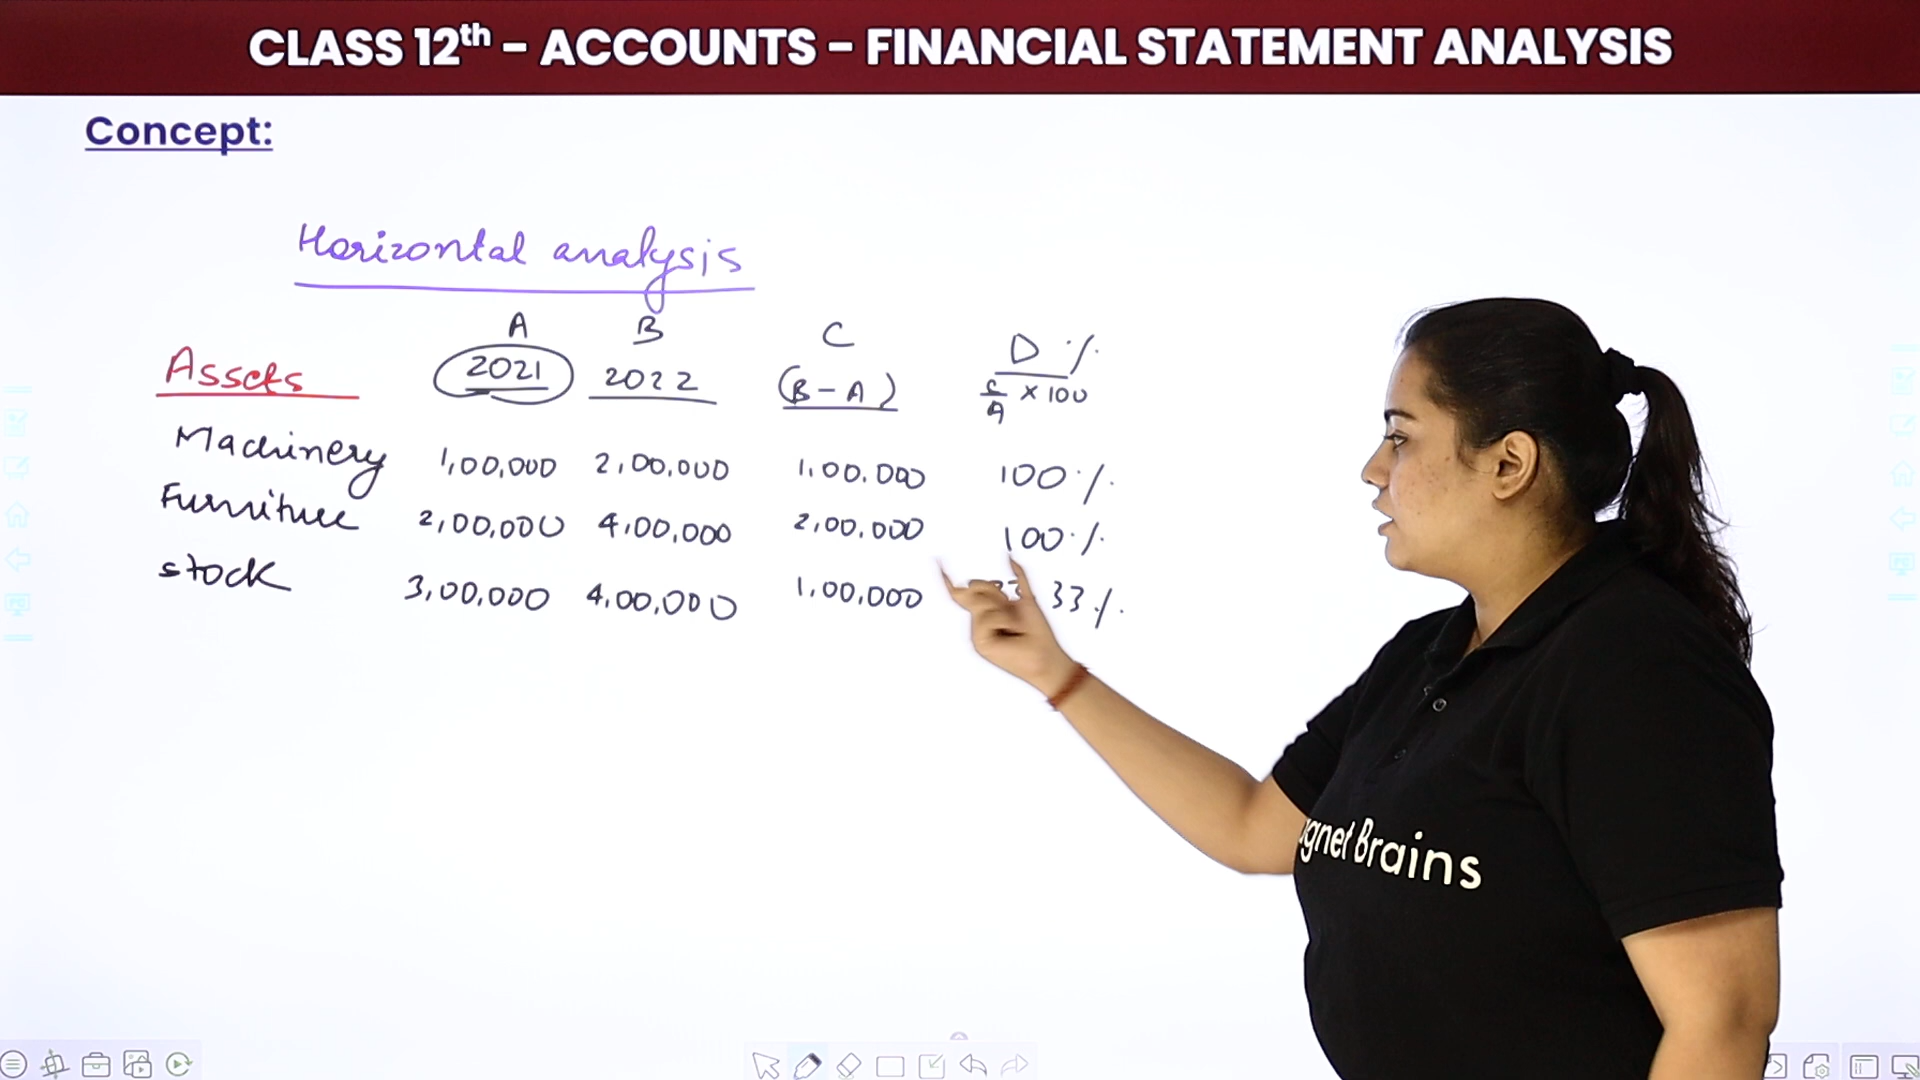 CLASS 12th – ACCOUNTS – FINANCIAL STATEMENT ANALYSIS
Concept:
Horizontal analysis
A B C D %
Assets 2021 2022 (B - A) C/A × 100
Machinery 1,00,000 2,00,000 1,00,000 100%
Furniture 2,00,000 4,00,000 2,00,000 100%
stock 3,00,000 4,00,000 1,00,000 33%
Brains